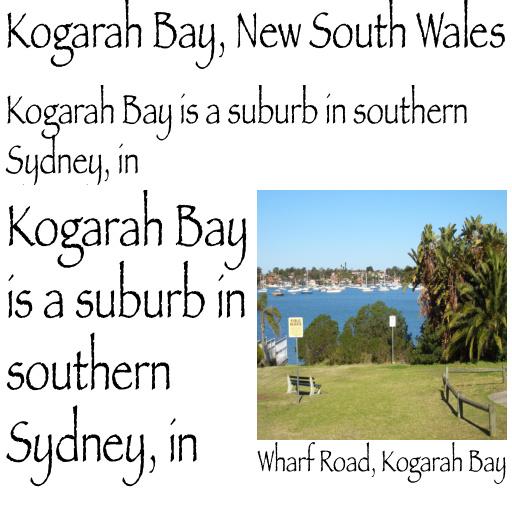 Kogarah Bay, New South Wales
Kogarah Bay is a suburb in southern
Sydney, in
Kogarah Bay
is a suburb in
southern
Sydney, in
Wharf Road, Kogarah Bay